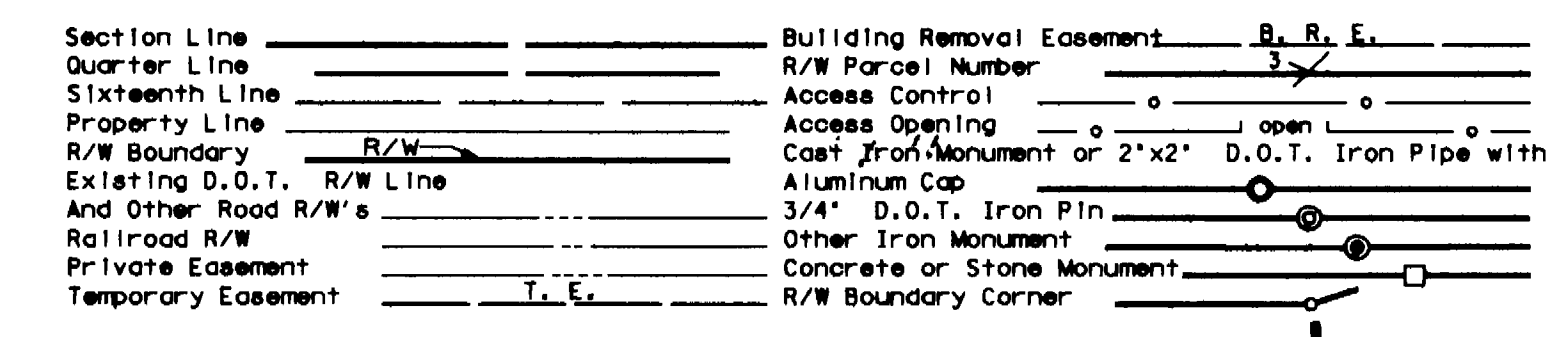 Section Line
Quarter Line
Sixteenth Line
Property Line
R/W Boundary R/W
Existing D.O.T. R/W Line
And Other Road R/W's
Railroad R/W
Private Easement
Temporary Easement T. E.
Building Removal Easement B. R. E.
R/W Parcel Number 3
Access Control
Access Opening open
Cast Iron Monument or 2"x2" D.O.T. Iron Pipe with
Aluminum Cap
3/4" D.O.T. Iron Pin
Other Iron Monument
Concrete or Stone Monument
R/W Boundary Corner